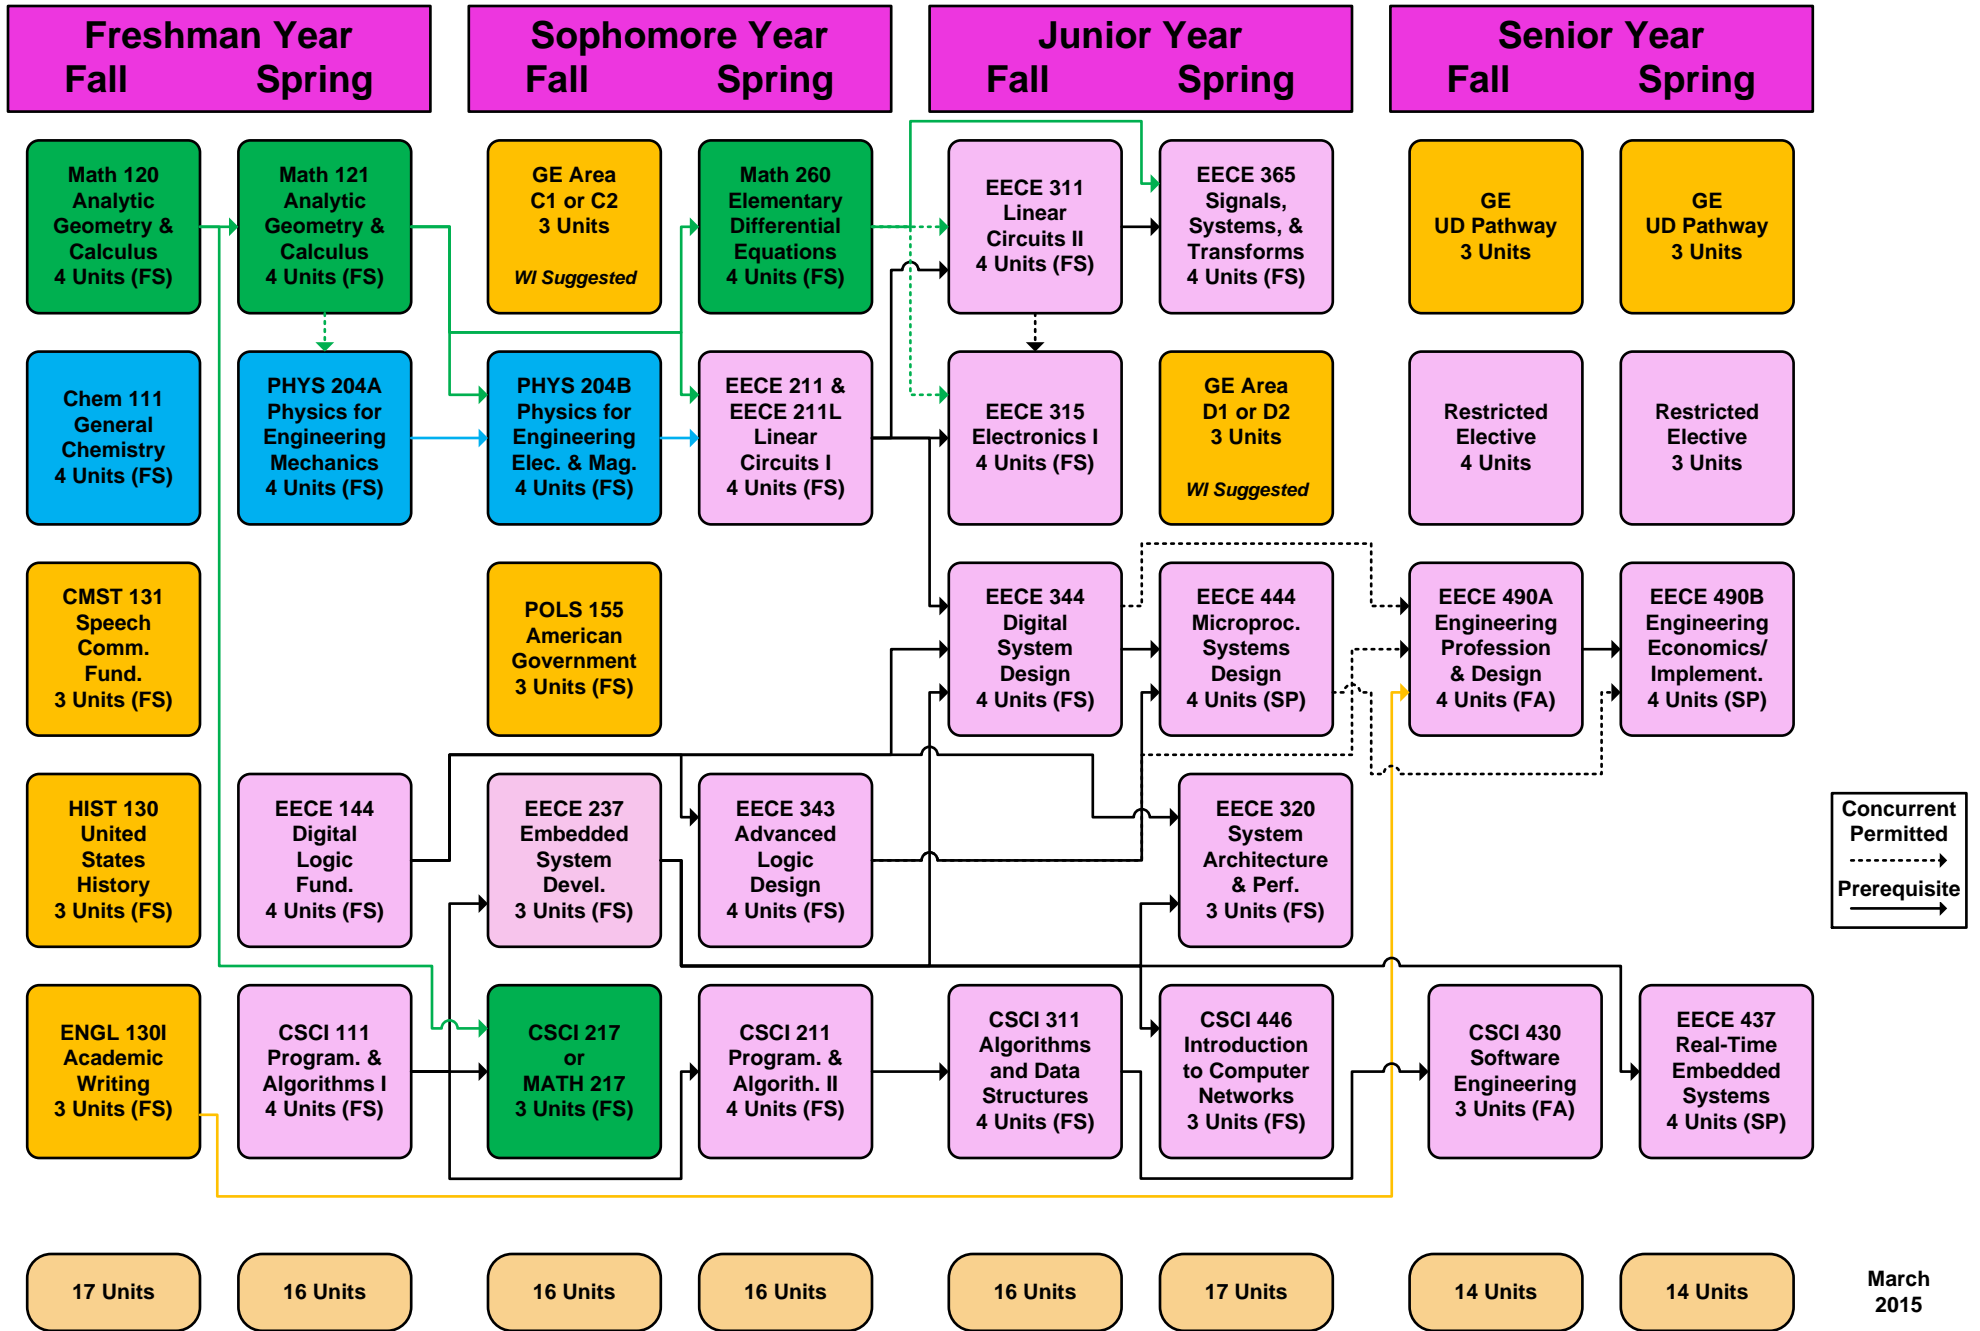 Freshman Year
Fall Spring
Sophomore Year
Fall Spring
Junior Year
Fall Spring
Senior Year
Fall Spring
Math 120
Analytic
Geometry &
Calculus
4 Units (FS)
Math 121
Analytic
Geometry &
Calculus
4 Units (FS)
GE Area
C1 or C2
3 Units
WI Suggested
Math 260
Elementary
Differential
Equations
4 Units (FS)
EECE 311
Linear
Circuits II
4 Units (FS)
EECE 365
Signals,
Systems, &
Transforms
4 Units (FS)
GE
UD Pathway
3 Units
GE
UD Pathway
3 Units
Chem 111
General
Chemistry
4 Units (FS)
PHYS 204A
Physics for
Engineering
Mechanics
4 Units (FS)
PHYS 204B
Physics for
Engineering
Elec. & Mag.
4 Units (FS)
EECE 211 &
EECE 211L
Linear
Circuits I
4 Units (FS)
EECE 315
Electronics I
4 Units (FS)
GE Area
D1 or D2
3 Units
WI Suggested
Restricted
Elective
4 Units
Restricted
Elective
3 Units
CMST 131
Speech
Comm.
Fund.
3 Units (FS)
POLS 155
American
Government
3 Units (FS)
EECE 344
Digital
System
Design
4 Units (FS)
EECE 444
Microproc.
Systems
Design
4 Units (SP)
EECE 490A
Engineering
Profession
& Design
4 Units (FA)
EECE 490B
Engineering
Economics/
Implement.
4 Units (SP)
HIST 130
United
States
History
3 Units (FS)
EECE 144
Digital
Logic
Fund.
4 Units (FS)
EECE 237
Embedded
System
Devel.
3 Units (FS)
EECE 343
Advanced
Logic
Design
4 Units (FS)
EECE 320
System
Architecture
& Perf.
3 Units (FS)
Concurrent
Permitted
Prerequisite
ENGL 130I
Academic
Writing
3 Units (FS)
CSCI 111
Program. &
Algorithms I
4 Units (FS)
CSCI 217
or
MATH 217
3 Units (FS)
CSCI 211
Program. &
Algorith. II
4 Units (FS)
CSCI 311
Algorithms
and Data
Structures
4 Units (FS)
CSCI 446
Introduction
to Computer
Networks
3 Units (FS)
CSCI 430
Software
Engineering
3 Units (FA)
EECE 437
Real-Time
Embedded
Systems
4 Units (SP)
17 Units
16 Units
16 Units
16 Units
16 Units
17 Units
14 Units
14 Units
March
2015